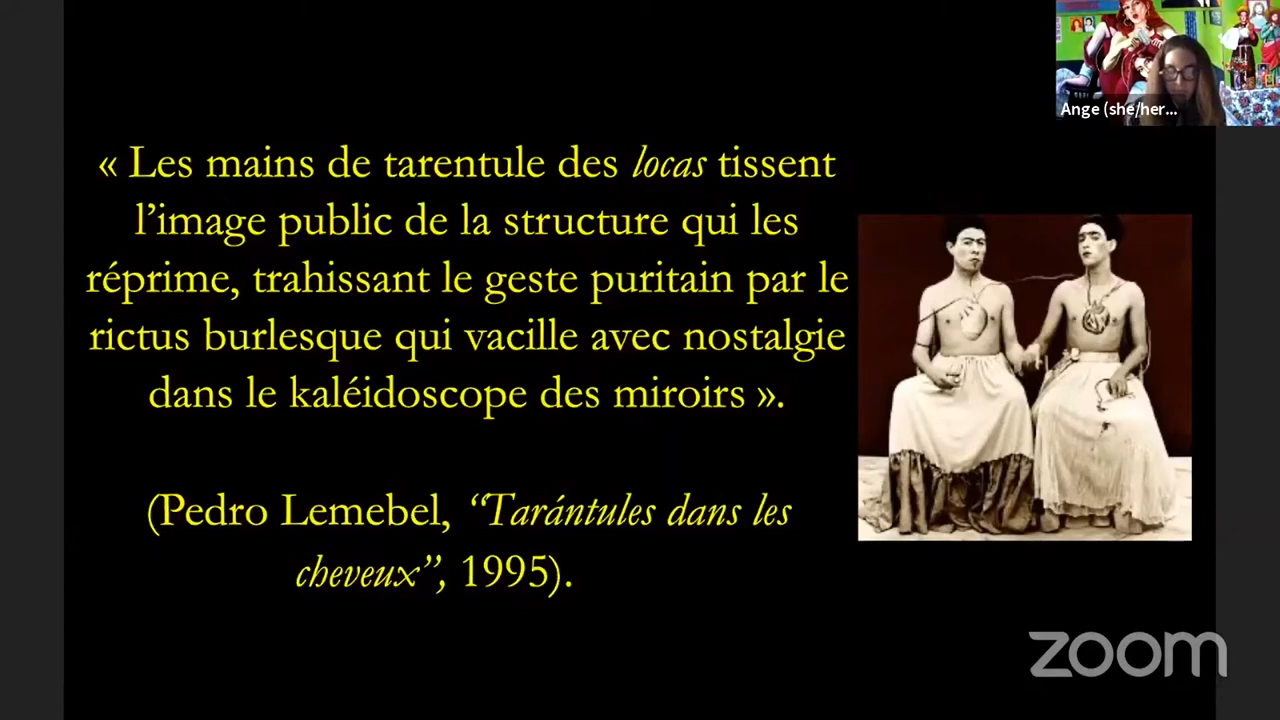 Ange (she/her...
« Les mains de tarentule des locas tissent
l’image public de la structure qui les
réprime, trahissant le geste puritain par le
rictus burlesque qui vacille avec nostalgie
dans le kaléidoscope des miroirs ».
(Pedro Lemebel, “Tarántules dans les
cheveux”, 1995).
zoom